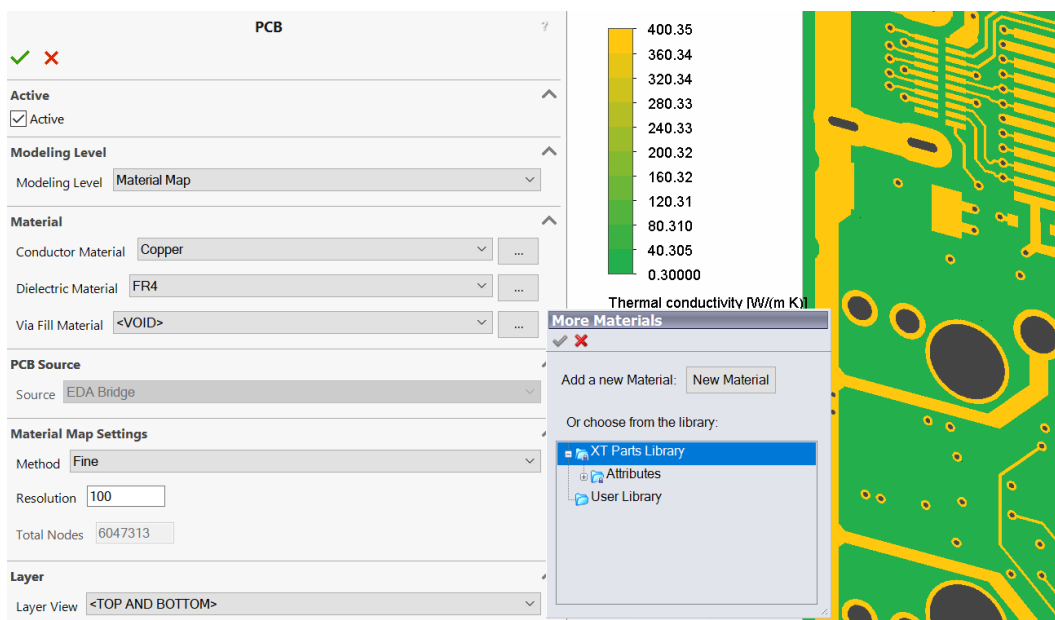 PCB
?
Active
Active
Modeling Level
Modeling Level Material Map
Material
Conductor Material Copper ...
Dielectric Material FR4 ...
Via Fill Material <VOID> ...
PCB Source
Source EDA Bridge
Material Map Settings
Method Fine
Resolution 100
Total Nodes 6047313
Layer
Layer View <TOP AND BOTTOM>
400.35
360.34
320.34
280.33
240.33
200.32
160.32
120.31
80.310
40.305
0.30000
Thermal conductivity [W/(m K)]
More Materials
Add a new Material: New Material
Or choose from the library:
XT Parts Library
Attributes
User Library